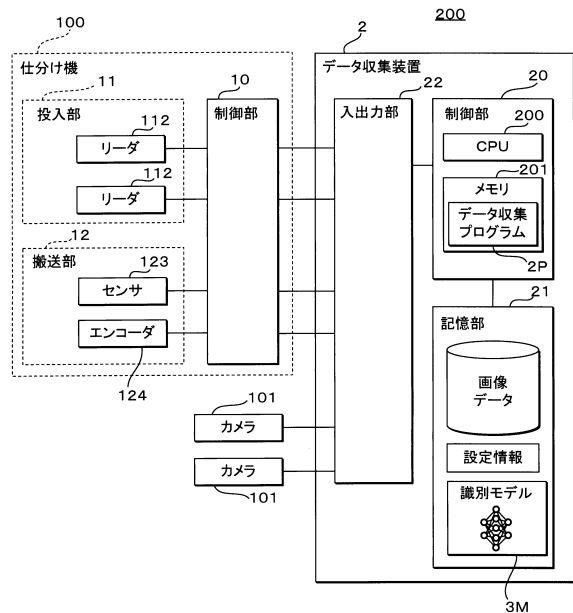 200
100
仕分け機
11
投入部
112
リーダ
112
リーダ
12
搬送部
123
センサ
エンコーダ
124
10
制御部
101
カメラ
カメラ
101
2
データ収集装置
22
入出力部
20
制御部
200
CPU
201
メモリ
データ収集
プログラム
2P
21
記憶部
画像
データ
設定情報
識別モデル
3M